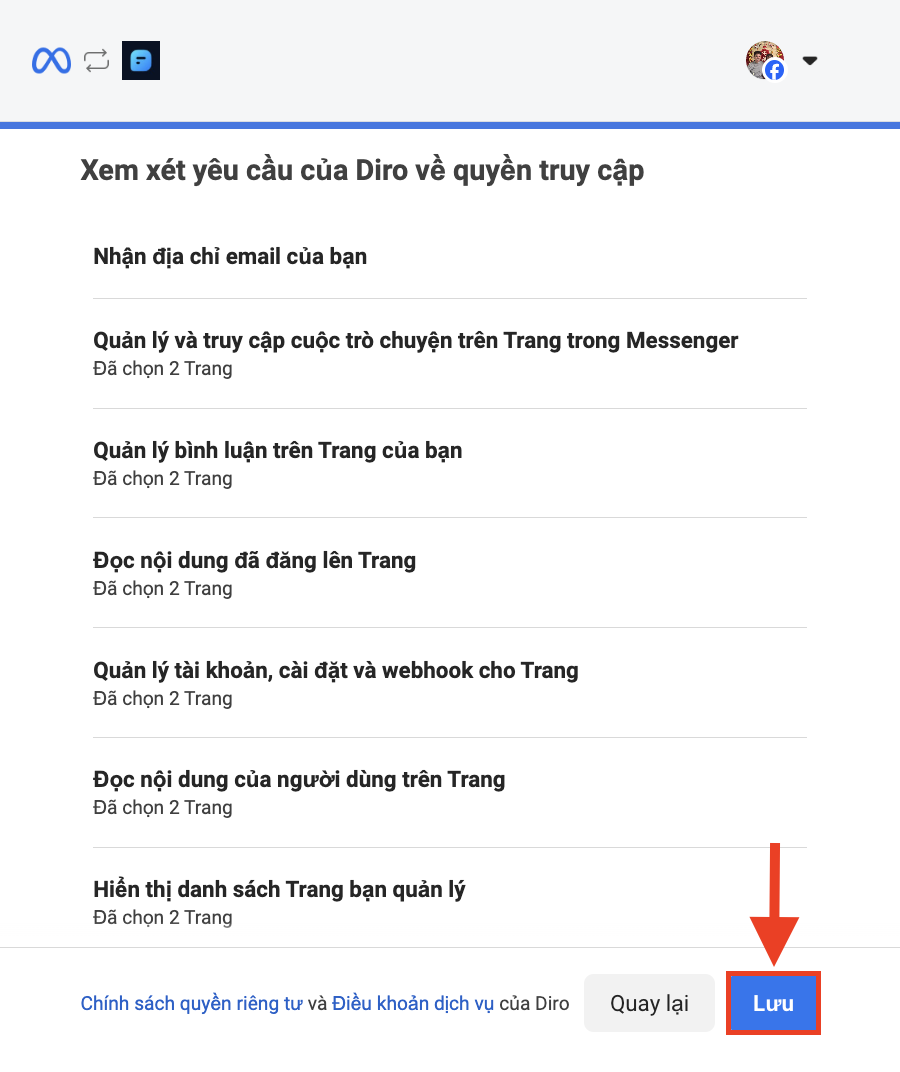 Xem xét yêu cầu của Diro về quyền truy cập
Nhận địa chỉ email của bạn
Quản lý và truy cập cuộc trò chuyện trên Trang trong Messenger
Đã chọn 2 Trang
Quản lý bình luận trên Trang của bạn
Đã chọn 2 Trang
Đọc nội dung đã đăng lên Trang
Đã chọn 2 Trang
Quản lý tài khoản, cài đặt và webhook cho Trang
Đã chọn 2 Trang
Đọc nội dung của người dùng trên Trang
Đã chọn 2 Trang
Hiển thị danh sách Trang bạn quản lý
Đã chọn 2 Trang
Chính sách quyền riêng tư và Điều khoản dịch vụ của Diro
Quay lại
Lưu